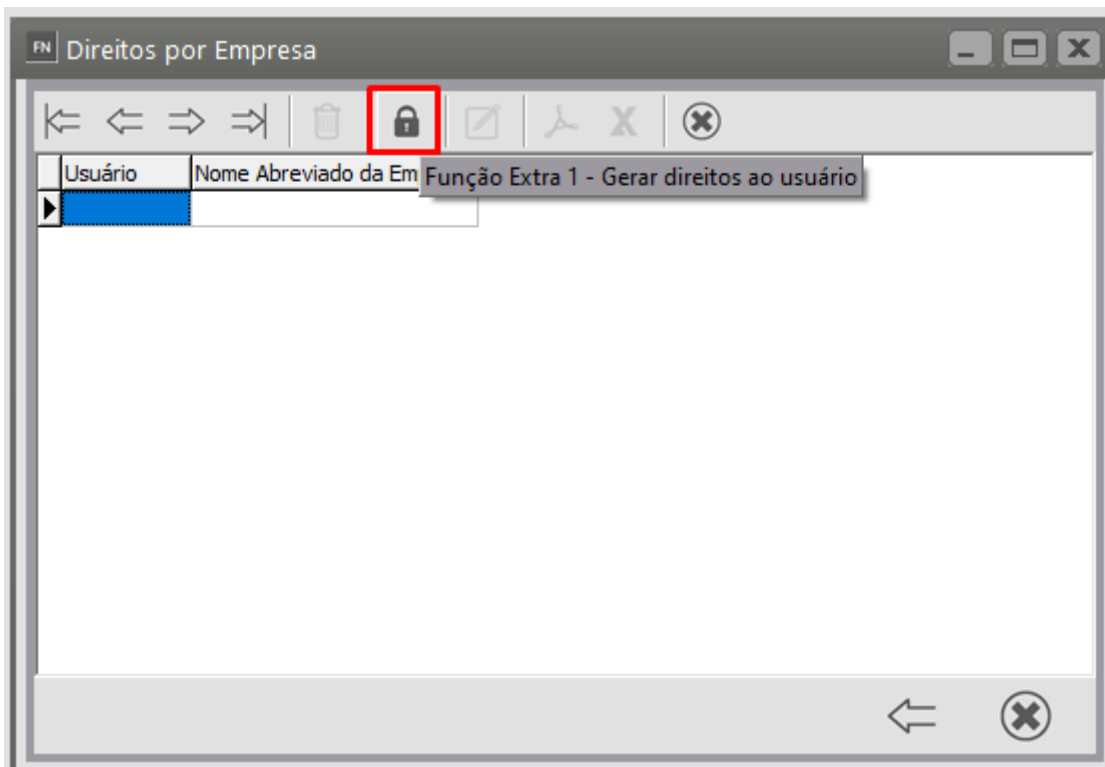 FN Direitos por Empresa
X
Usuário Nome Abreviado da Em
Função Extra 1 - Gerar direitos ao usuário